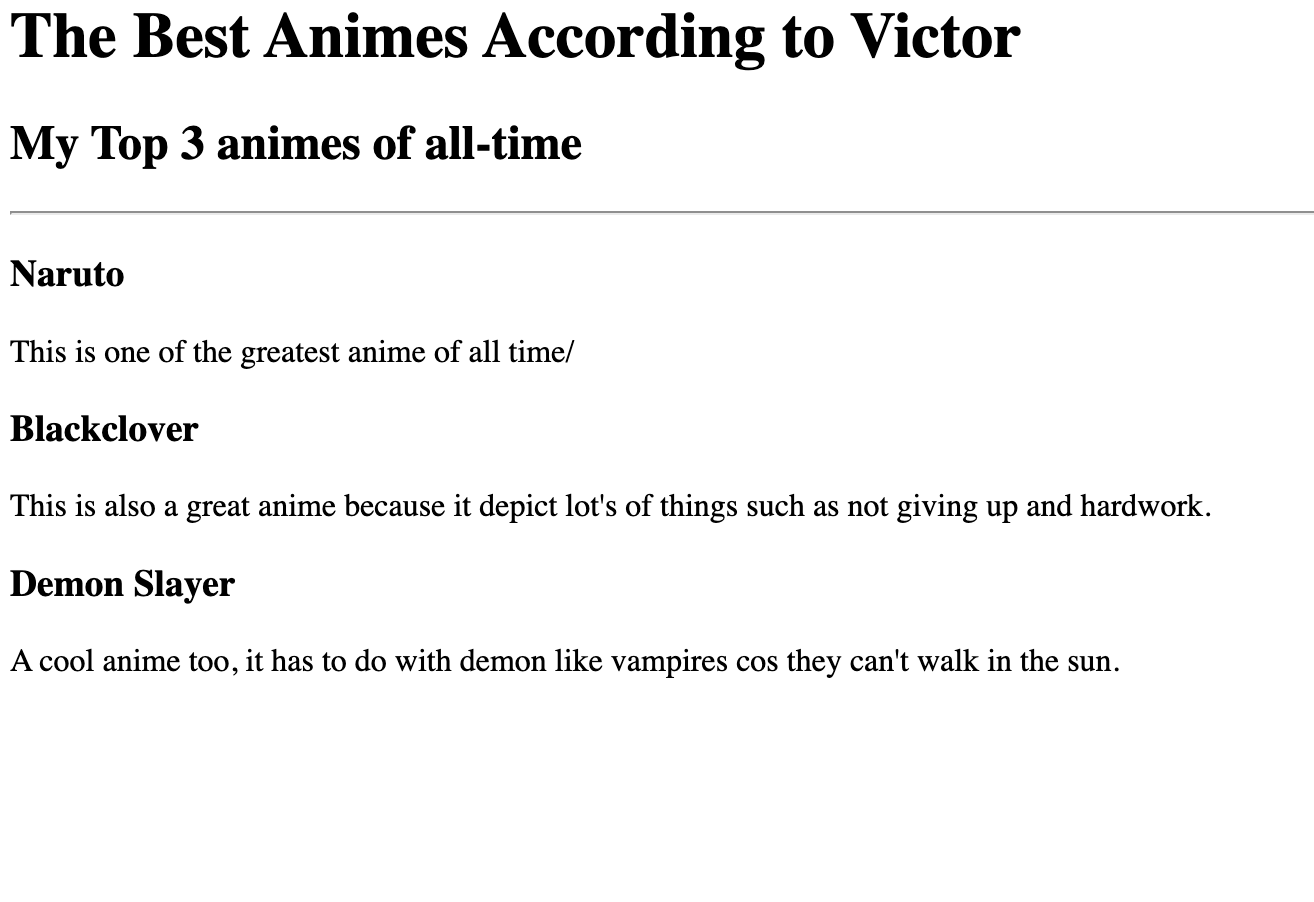 The Best Animes According to Victor
My Top 3 animes of all-time
Naruto
This is one of the greatest anime of all time/
Blackclover
This is also a great anime because it depict lot's of things such as not giving up and hardwork.
Demon Slayer
A cool anime too, it has to do with demon like vampires cos they can't walk in the sun.